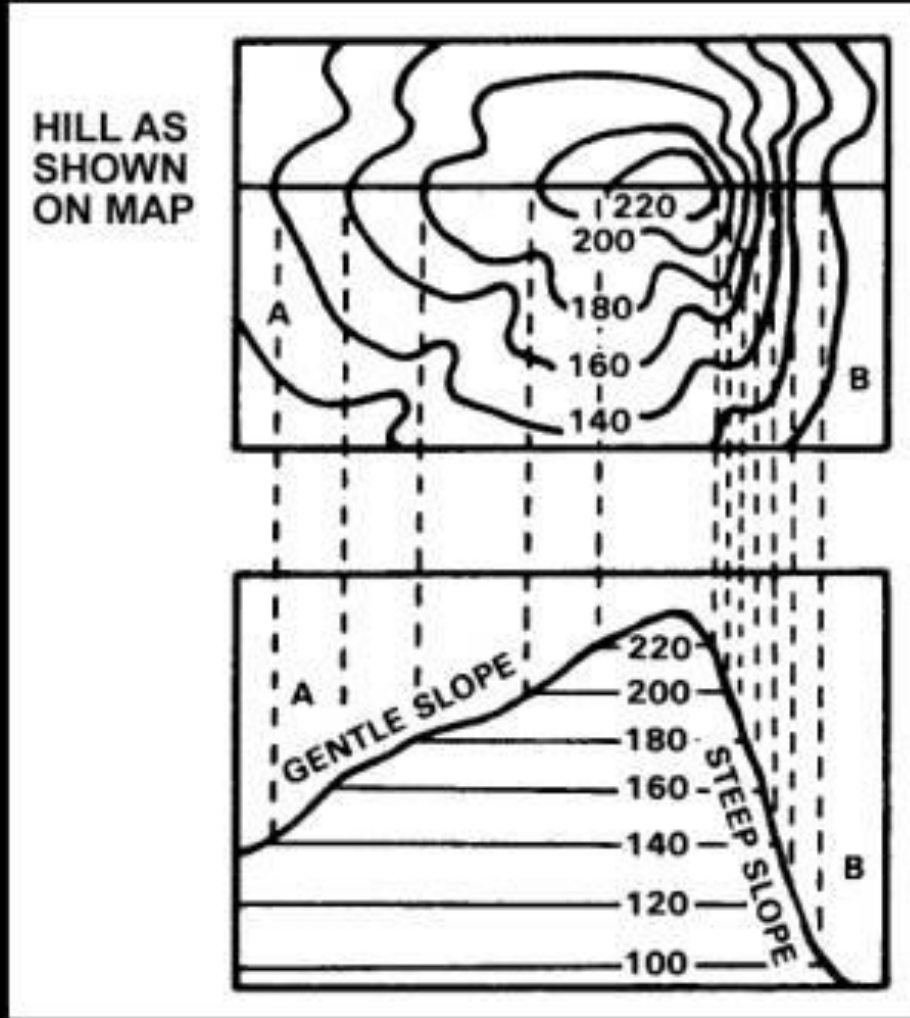 HILL AS
SHOWN
ON MAP
220
200
A
180
160
B
140
220
A
200
GENTLE SLOPE
180
STEEP SLOPE
160
140
B
120
100